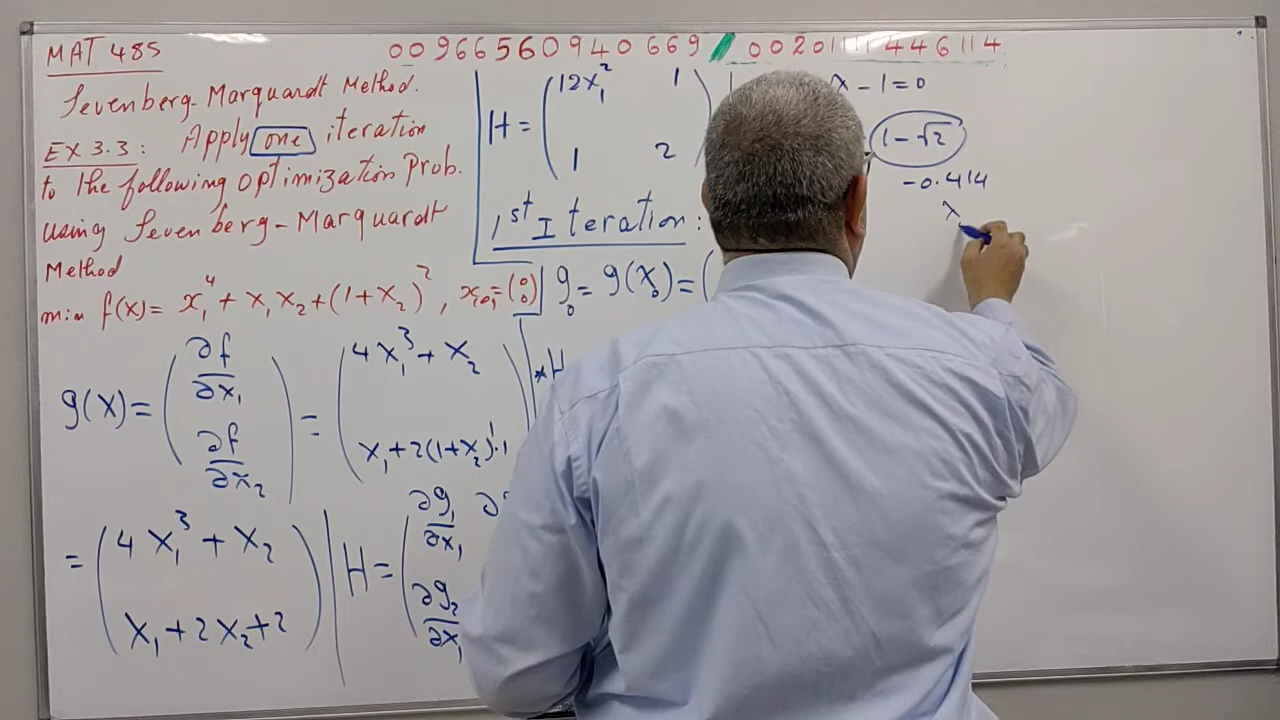 MAT 485
00966560940669 / 00201111446114
Levenberg-Marquardt Method.
EX 3.3: Apply one iteration
to the following optimization Prob.
using Levenberg-Marquardt
Method
min f(x) = x₁⁴ + x₁x₂ + (1+x₂)², x₍₀₎ = (0 0)
g(x) = (∂f/∂x₁ ∂f/∂x₂) = (4x₁³ + x₂ x₁ + 2(1+x₂)¹·1
= (4x₁³ + x₂ x₁ + 2x₂ + 2)
H = (∂g₁/∂x₁ ∂g₂/∂x₁
H = (12x₁² 1 1 2)
1st Iteration:
g₀ = g(x₀) = (
*H
λ - 1 = 0
1 - √2
-0.414
λ